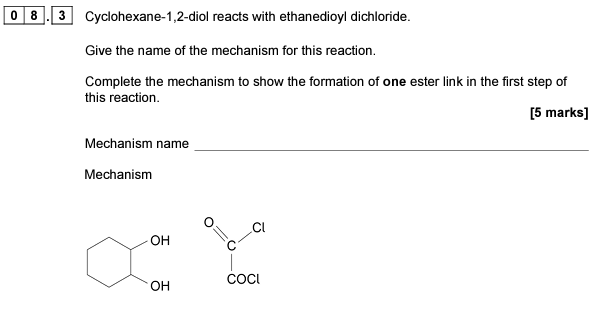 0 8 . 3 Cyclohexane-1,2-diol reacts with ethanedioyl dichloride.
Give the name of the mechanism for this reaction.
Complete the mechanism to show the formation of one ester link in the first step of
this reaction.
[5 marks]
Mechanism name
Mechanism
O
Cl
OH
C
OH
COCl